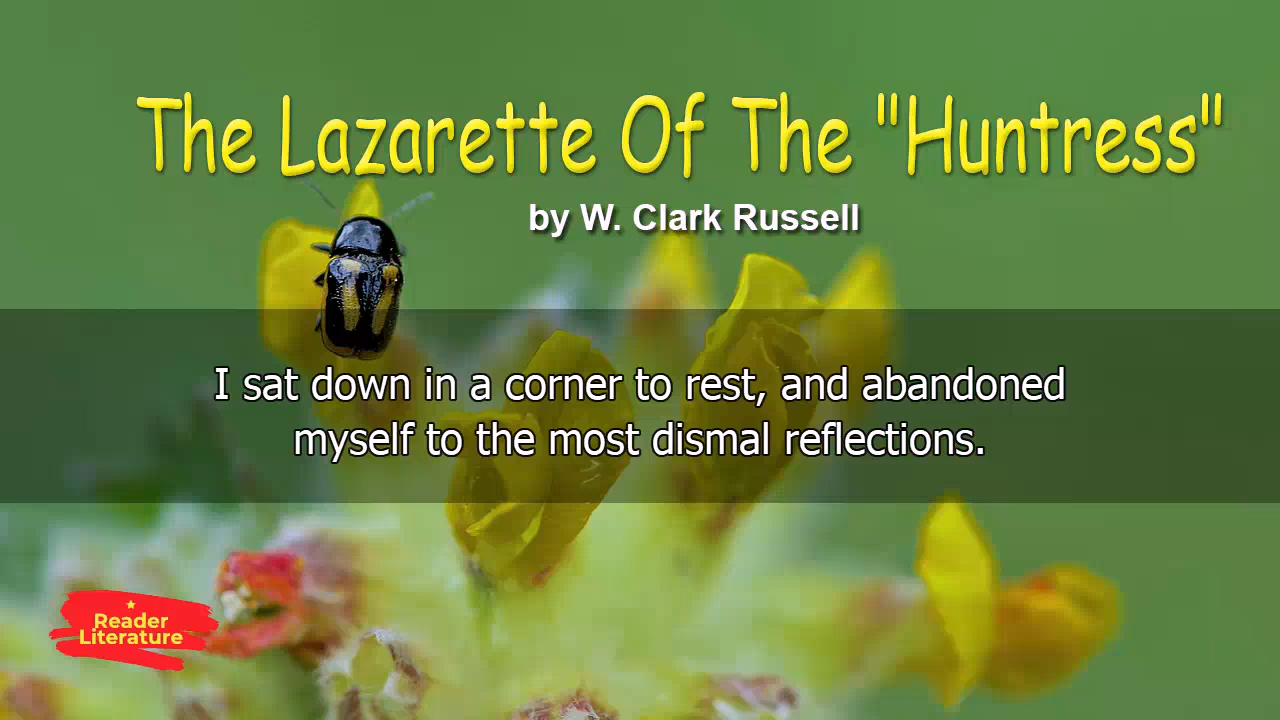 The Lazarette Of The "Huntress"
by W. Clark Russell
I sat down in a corner to rest, and abandoned
myself to the most dismal reflections.
Reader
Literature